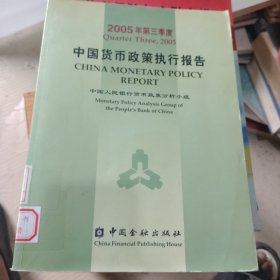 2005年第三季度
Quarter Three, 2005
中国货币政策执行报告
CHINA MONETARY POLICY
REPORT
中国人民银行货币政策分析小组
Monetary Policy Analysis Group of
the People's Bank of China
中国金融出版社
China Financial Publishing House